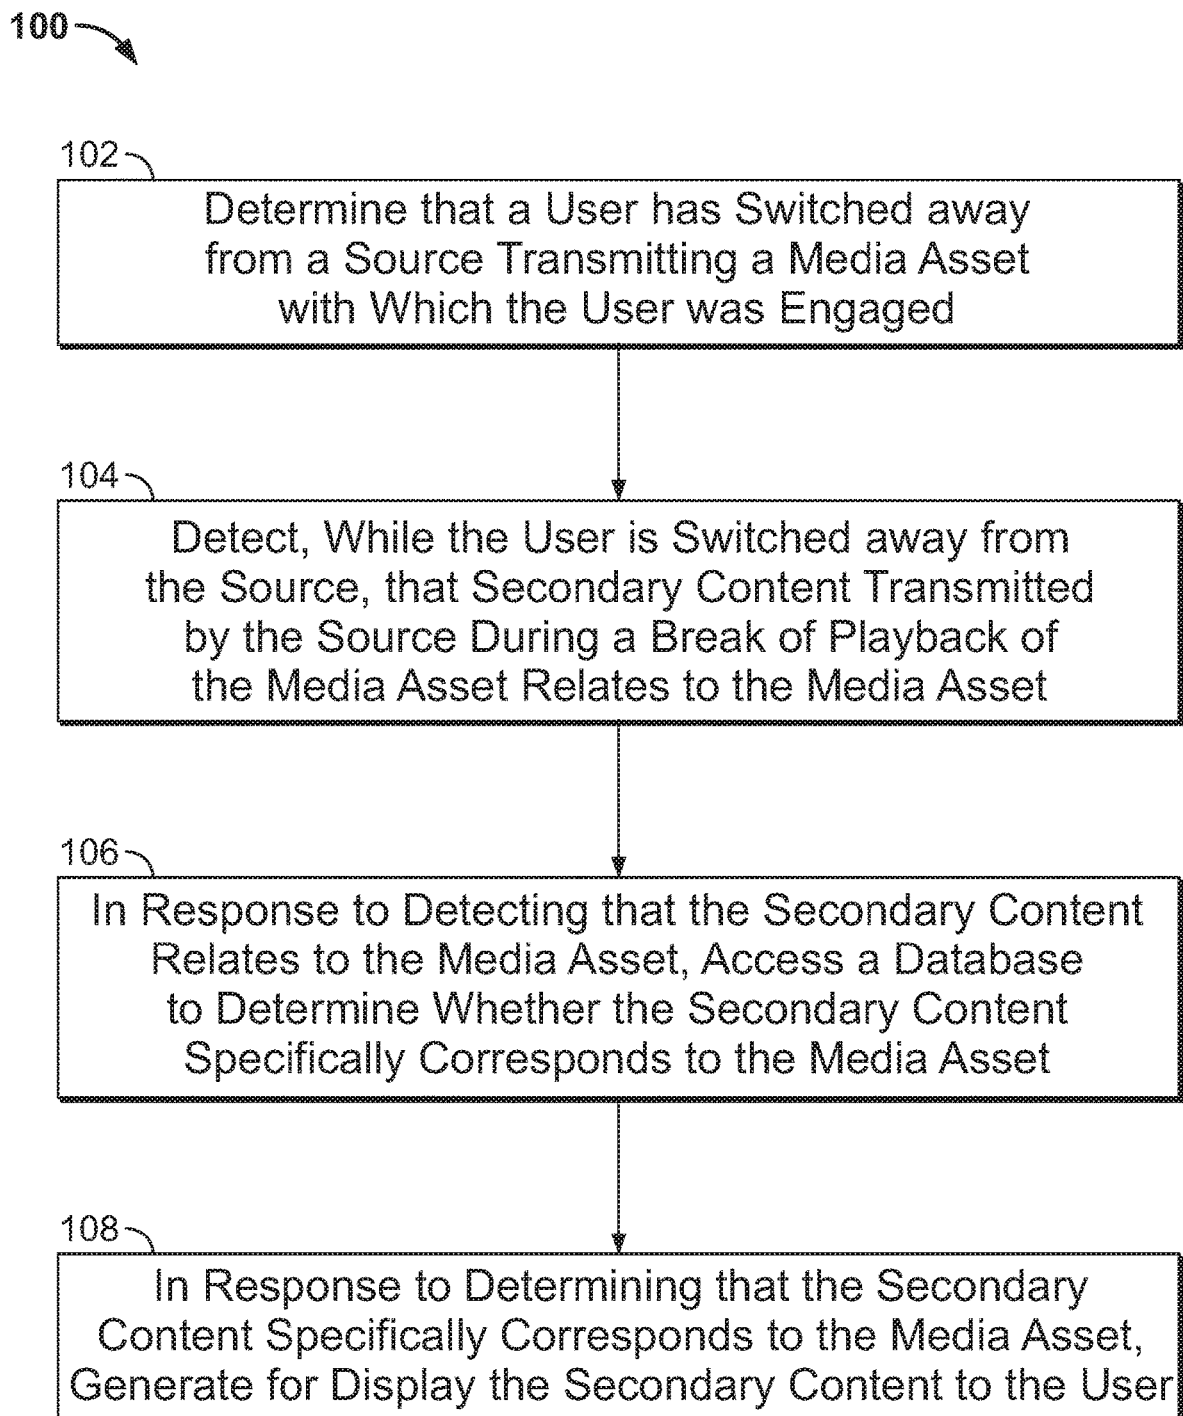 100
102
Determine that a User has Switched away
from a Source Transmitting a Media Asset
with Which the User was Engaged
104
Detect, While the User is Switched away from
the Source, that Secondary Content Transmitted
by the Source During a Break of Playback of
the Media Asset Relates to the Media Asset
106
In Response to Detecting that the Secondary Content
Relates to the Media Asset, Access a Database
to Determine Whether the Secondary Content
Specifically Corresponds to the Media Asset
108
In Response to Determining that the Secondary
Content Specifically Corresponds to the Media Asset,
Generate for Display the Secondary Content to the User